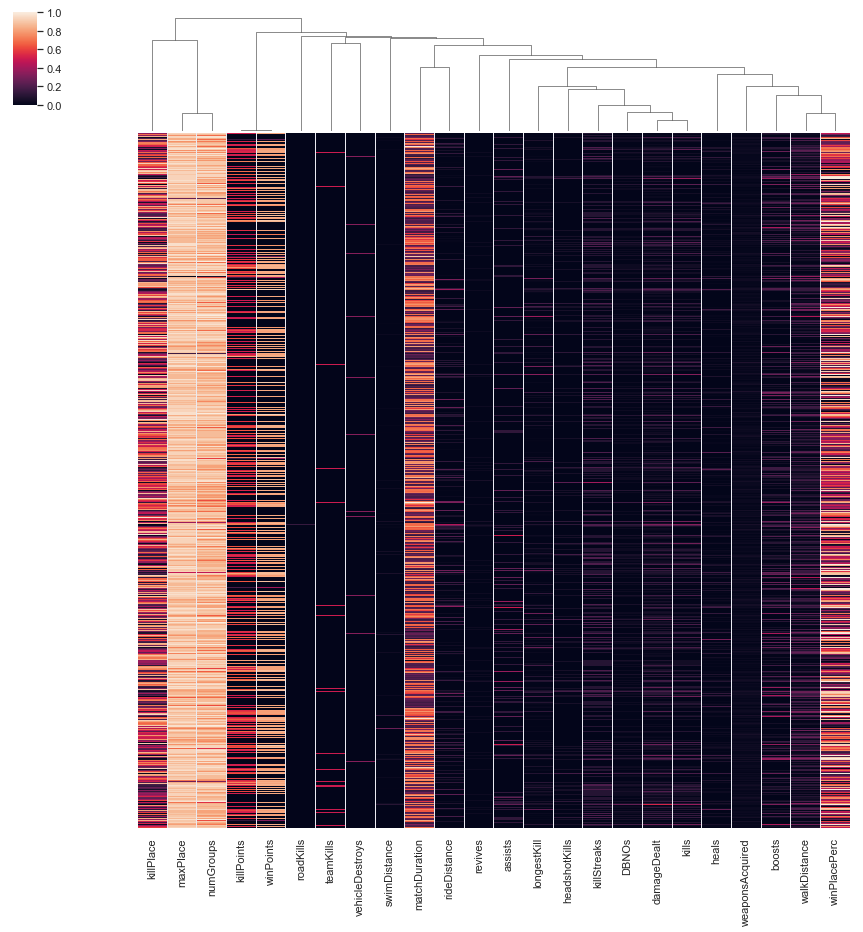 1.0
0.8
0.6
0.4
0.2
0.0
killPlace
maxPlace
numGroups
killPoints
winPoints
roadKills
teamKills
vehicleDestroys
swimDistance
matchDuration
rideDistance
revives
assists
longestKill
headshotKills
killStreaks
DBNOs
damageDealt
kills
heals
weaponsAcquired
boosts
walkDistance
winPlacePerc